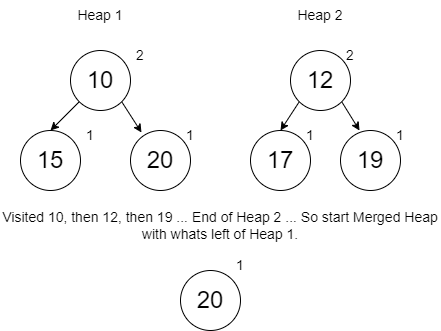 Heap 1 Heap 2
2 2
10 12
1 1 1 1
15 20 17 19
Visited 10, then 12, then 19 ... End of Heap 2 ... So start Merged Heap
with whats left of Heap 1.
1
20